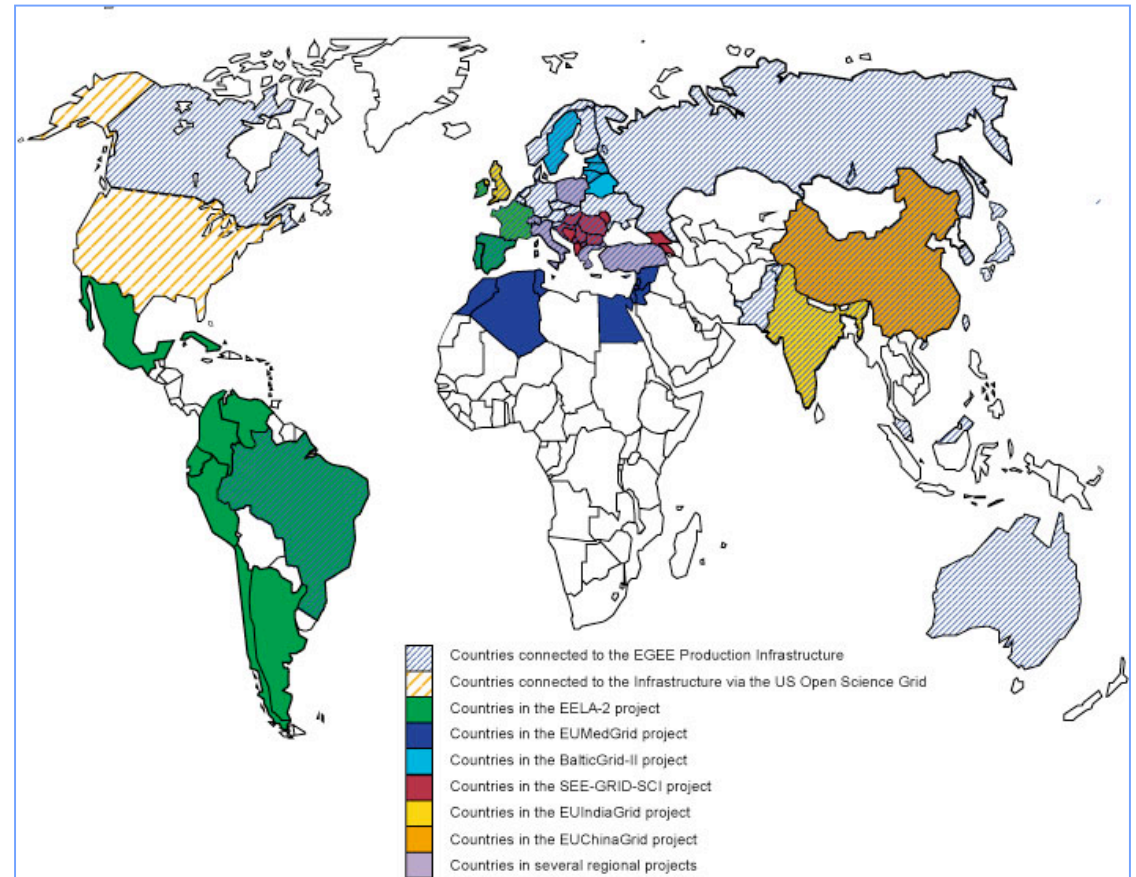 Countries connected to the EGEE Production Infrastructure
Countries connected to the Infrastructure via the US Open Science Grid
Countries in the EELA-2 project
Countries in the EUMedGrid project
Countries in the BalticGrid-II project
Countries in the SEE-GRID-SCI project
Countries in the EUIndiaGrid project
Countries in the EUChinaGrid project
Countries in several regional projects